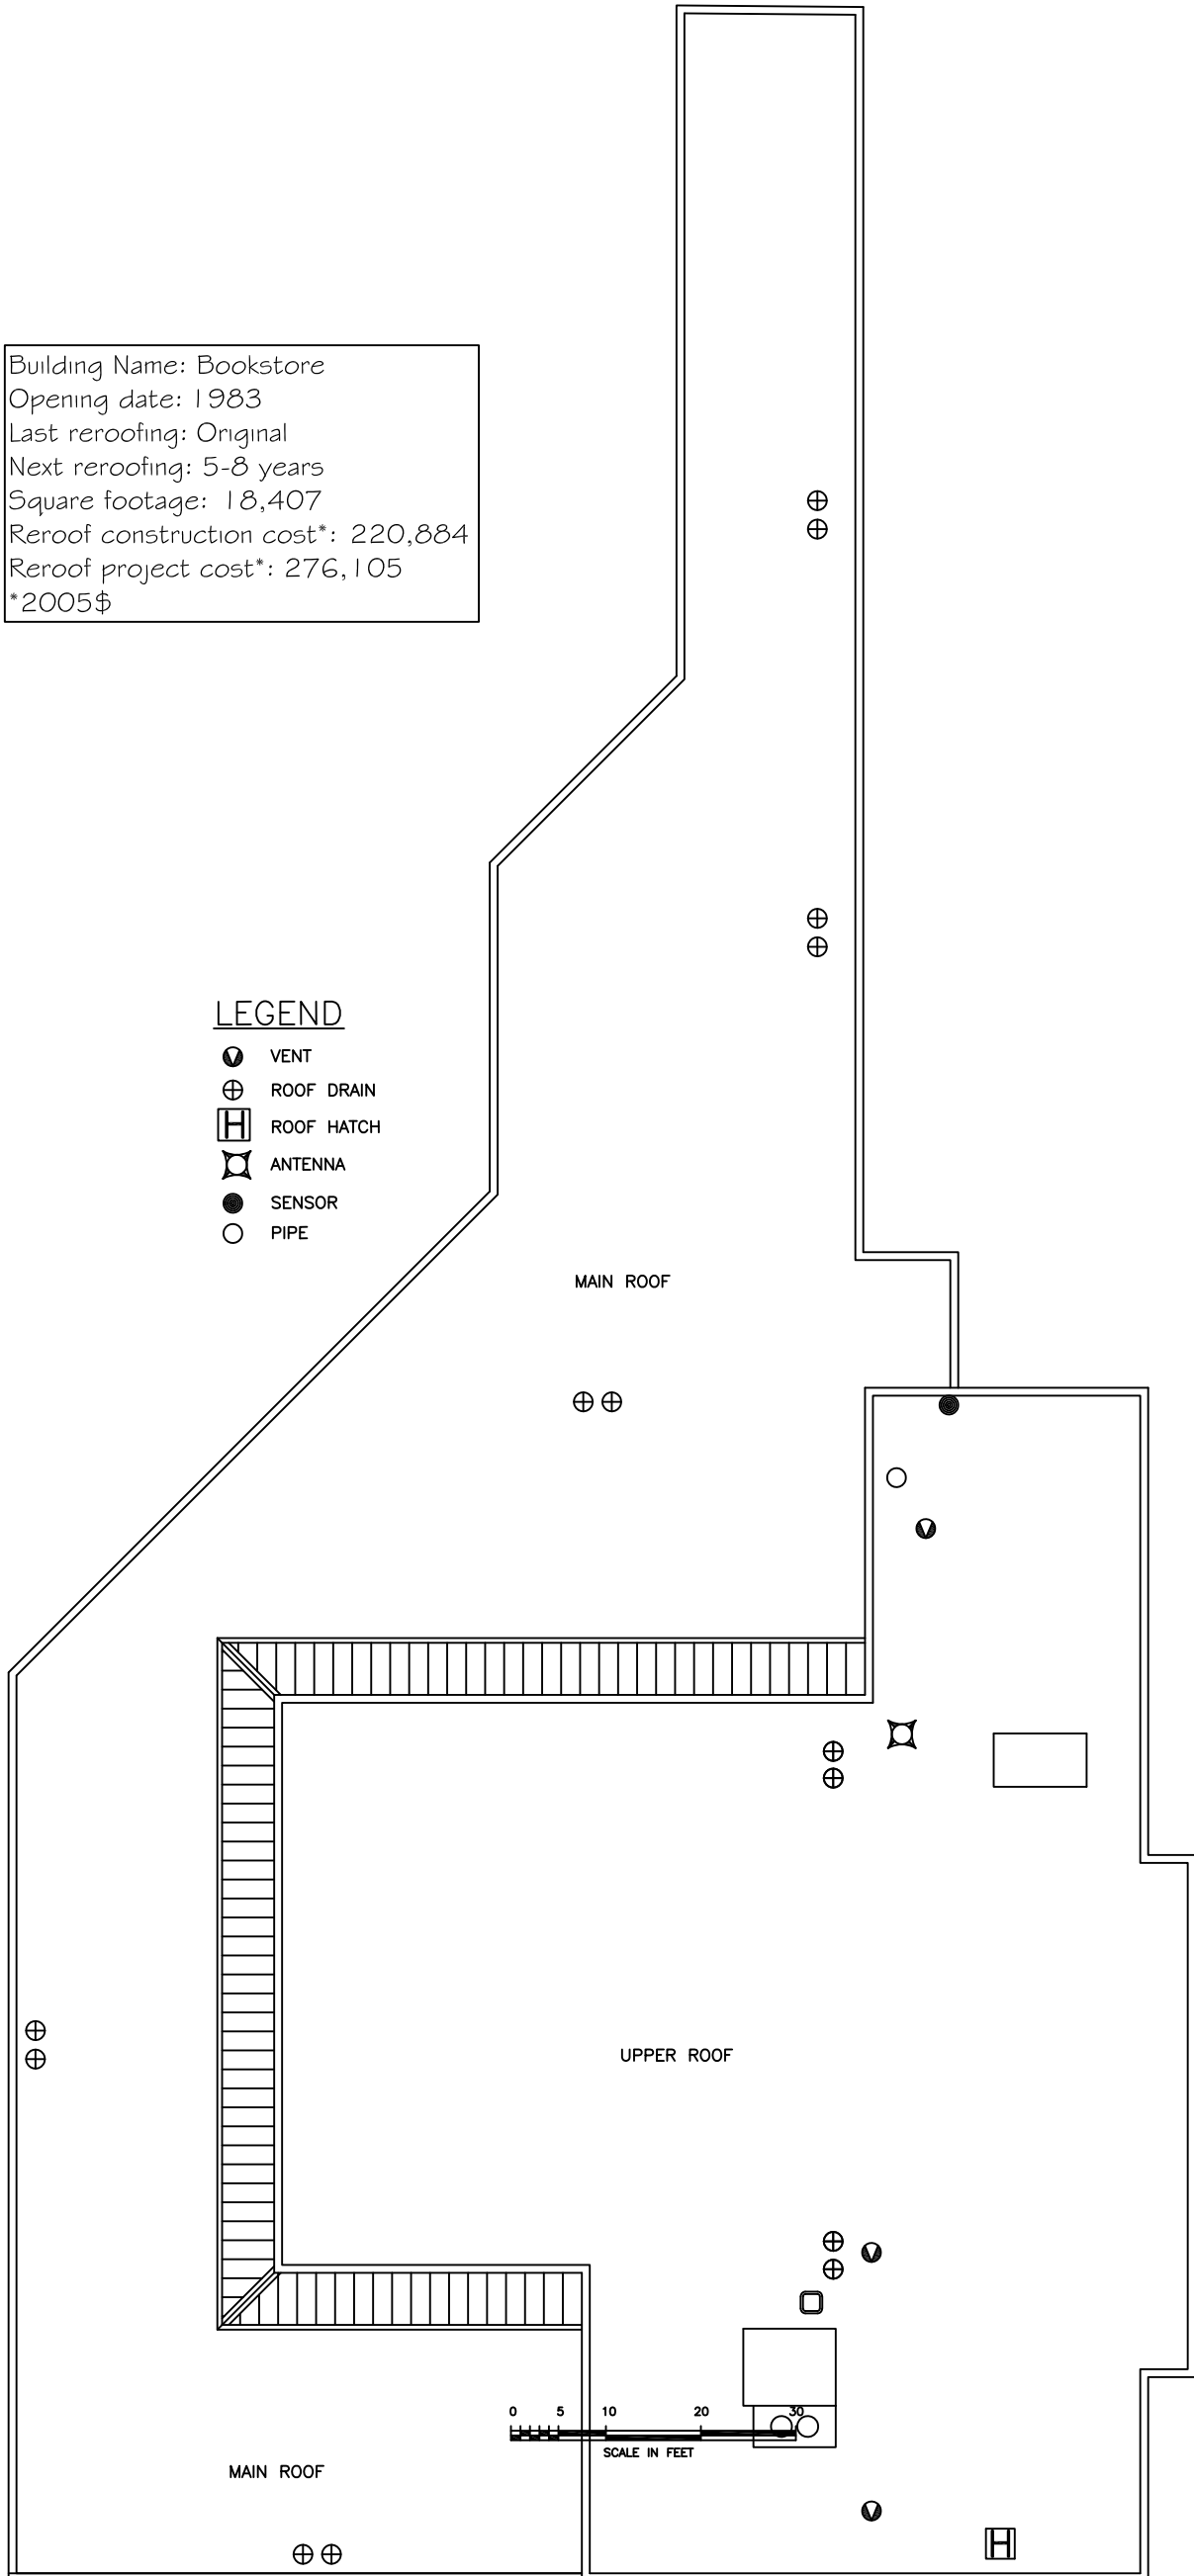 Building Name: Bookstore
Opening date: 1983
Last reroofing: Original
Next reroofing: 5-8 years
Square footage: 18,407
Reroof construction cost*: 220,884
Reroof project cost*: 276,105
*2005$
LEGEND
VENT
ROOF DRAIN
H ROOF HATCH
ANTENNA
SENSOR
PIPE
MAIN ROOF
UPPER ROOF
0 5 10 20 30
SCALE IN FEET
MAIN ROOF
H